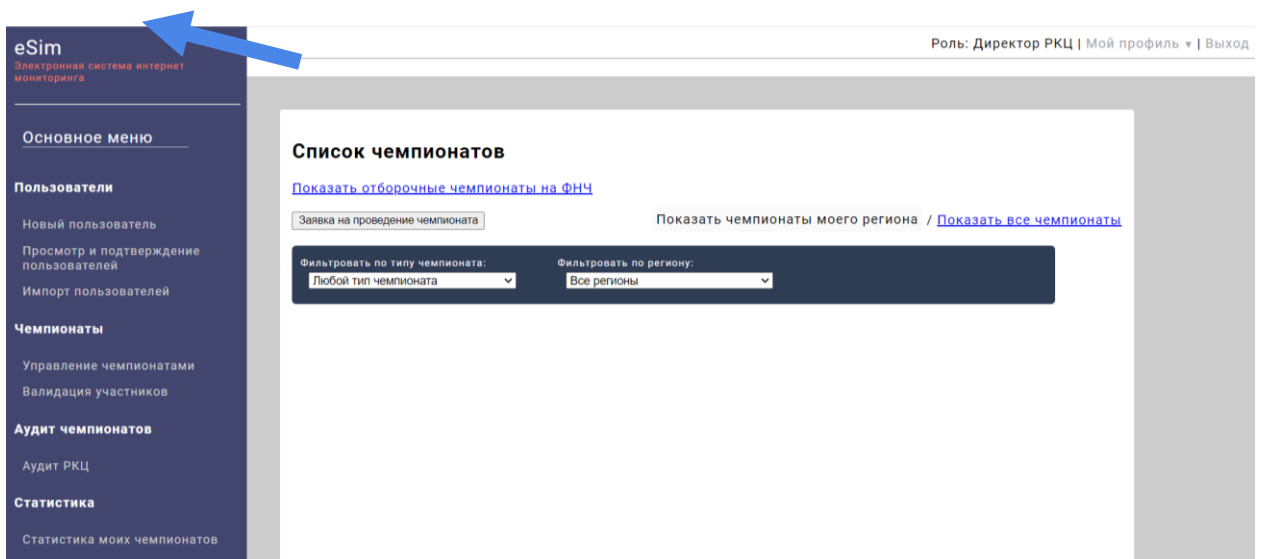 eSim
Электронная система интернет
мониторинга
Роль: Директор РКЦ | Мой профиль ▾ | Выход
Основное меню
Пользователи
Новый пользователь
Просмотр и подтверждение
пользователей
Импорт пользователей
Чемпионаты
Управление чемпионатами
Валидация участников
Аудит чемпионатов
Аудит РКЦ
Статистика
Статистика моих чемпионатов
Список чемпионатов
Показать отборочные чемпионаты на ФНЧ
Заявка на проведение чемпионата
Показать чемпионаты моего региона / Показать все чемпионаты
Фильтровать по типу чемпионата: Фильтровать по региону:
Любой тип чемпионата Все регионы